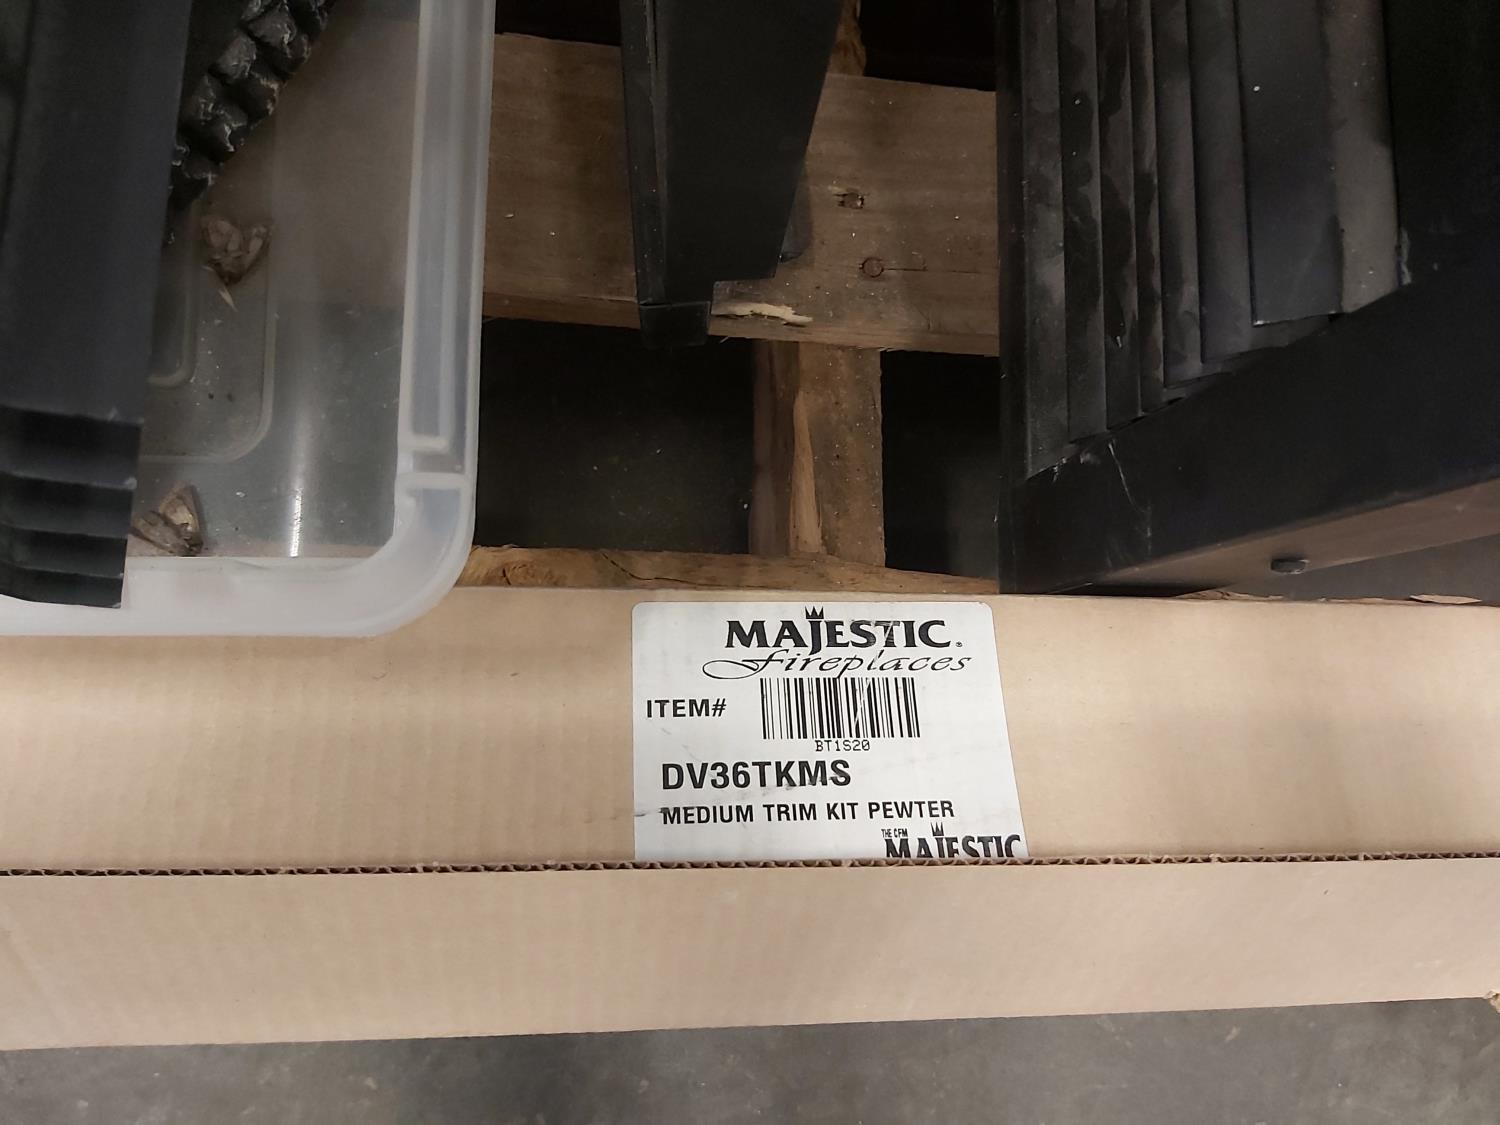 MAJESTIC®
Fireplaces
ITEM#
BT1S20
DV36TKMS
MEDIUM TRIM KIT PEWTER
THE CFM
MAJESTIC